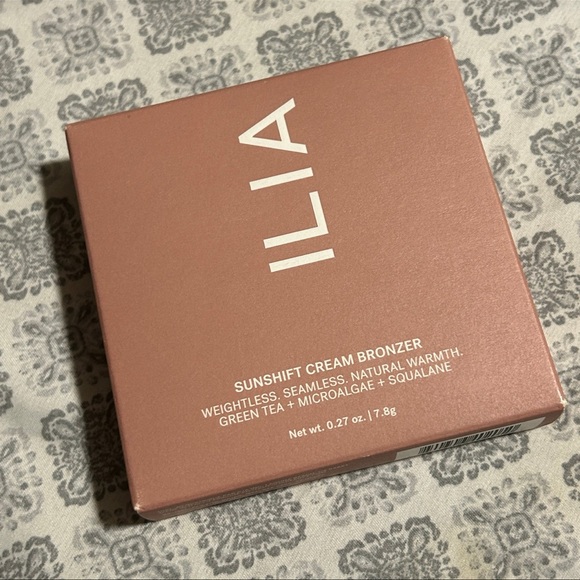 ILIA
SUNSHIFT CREAM BRONZER
WEIGHTLESS. SEAMLESS. NATURAL WARMTH.
GREEN TEA + MICROALGAE + SQUALANE
Net wt. 0.27 oz. | 7.8g